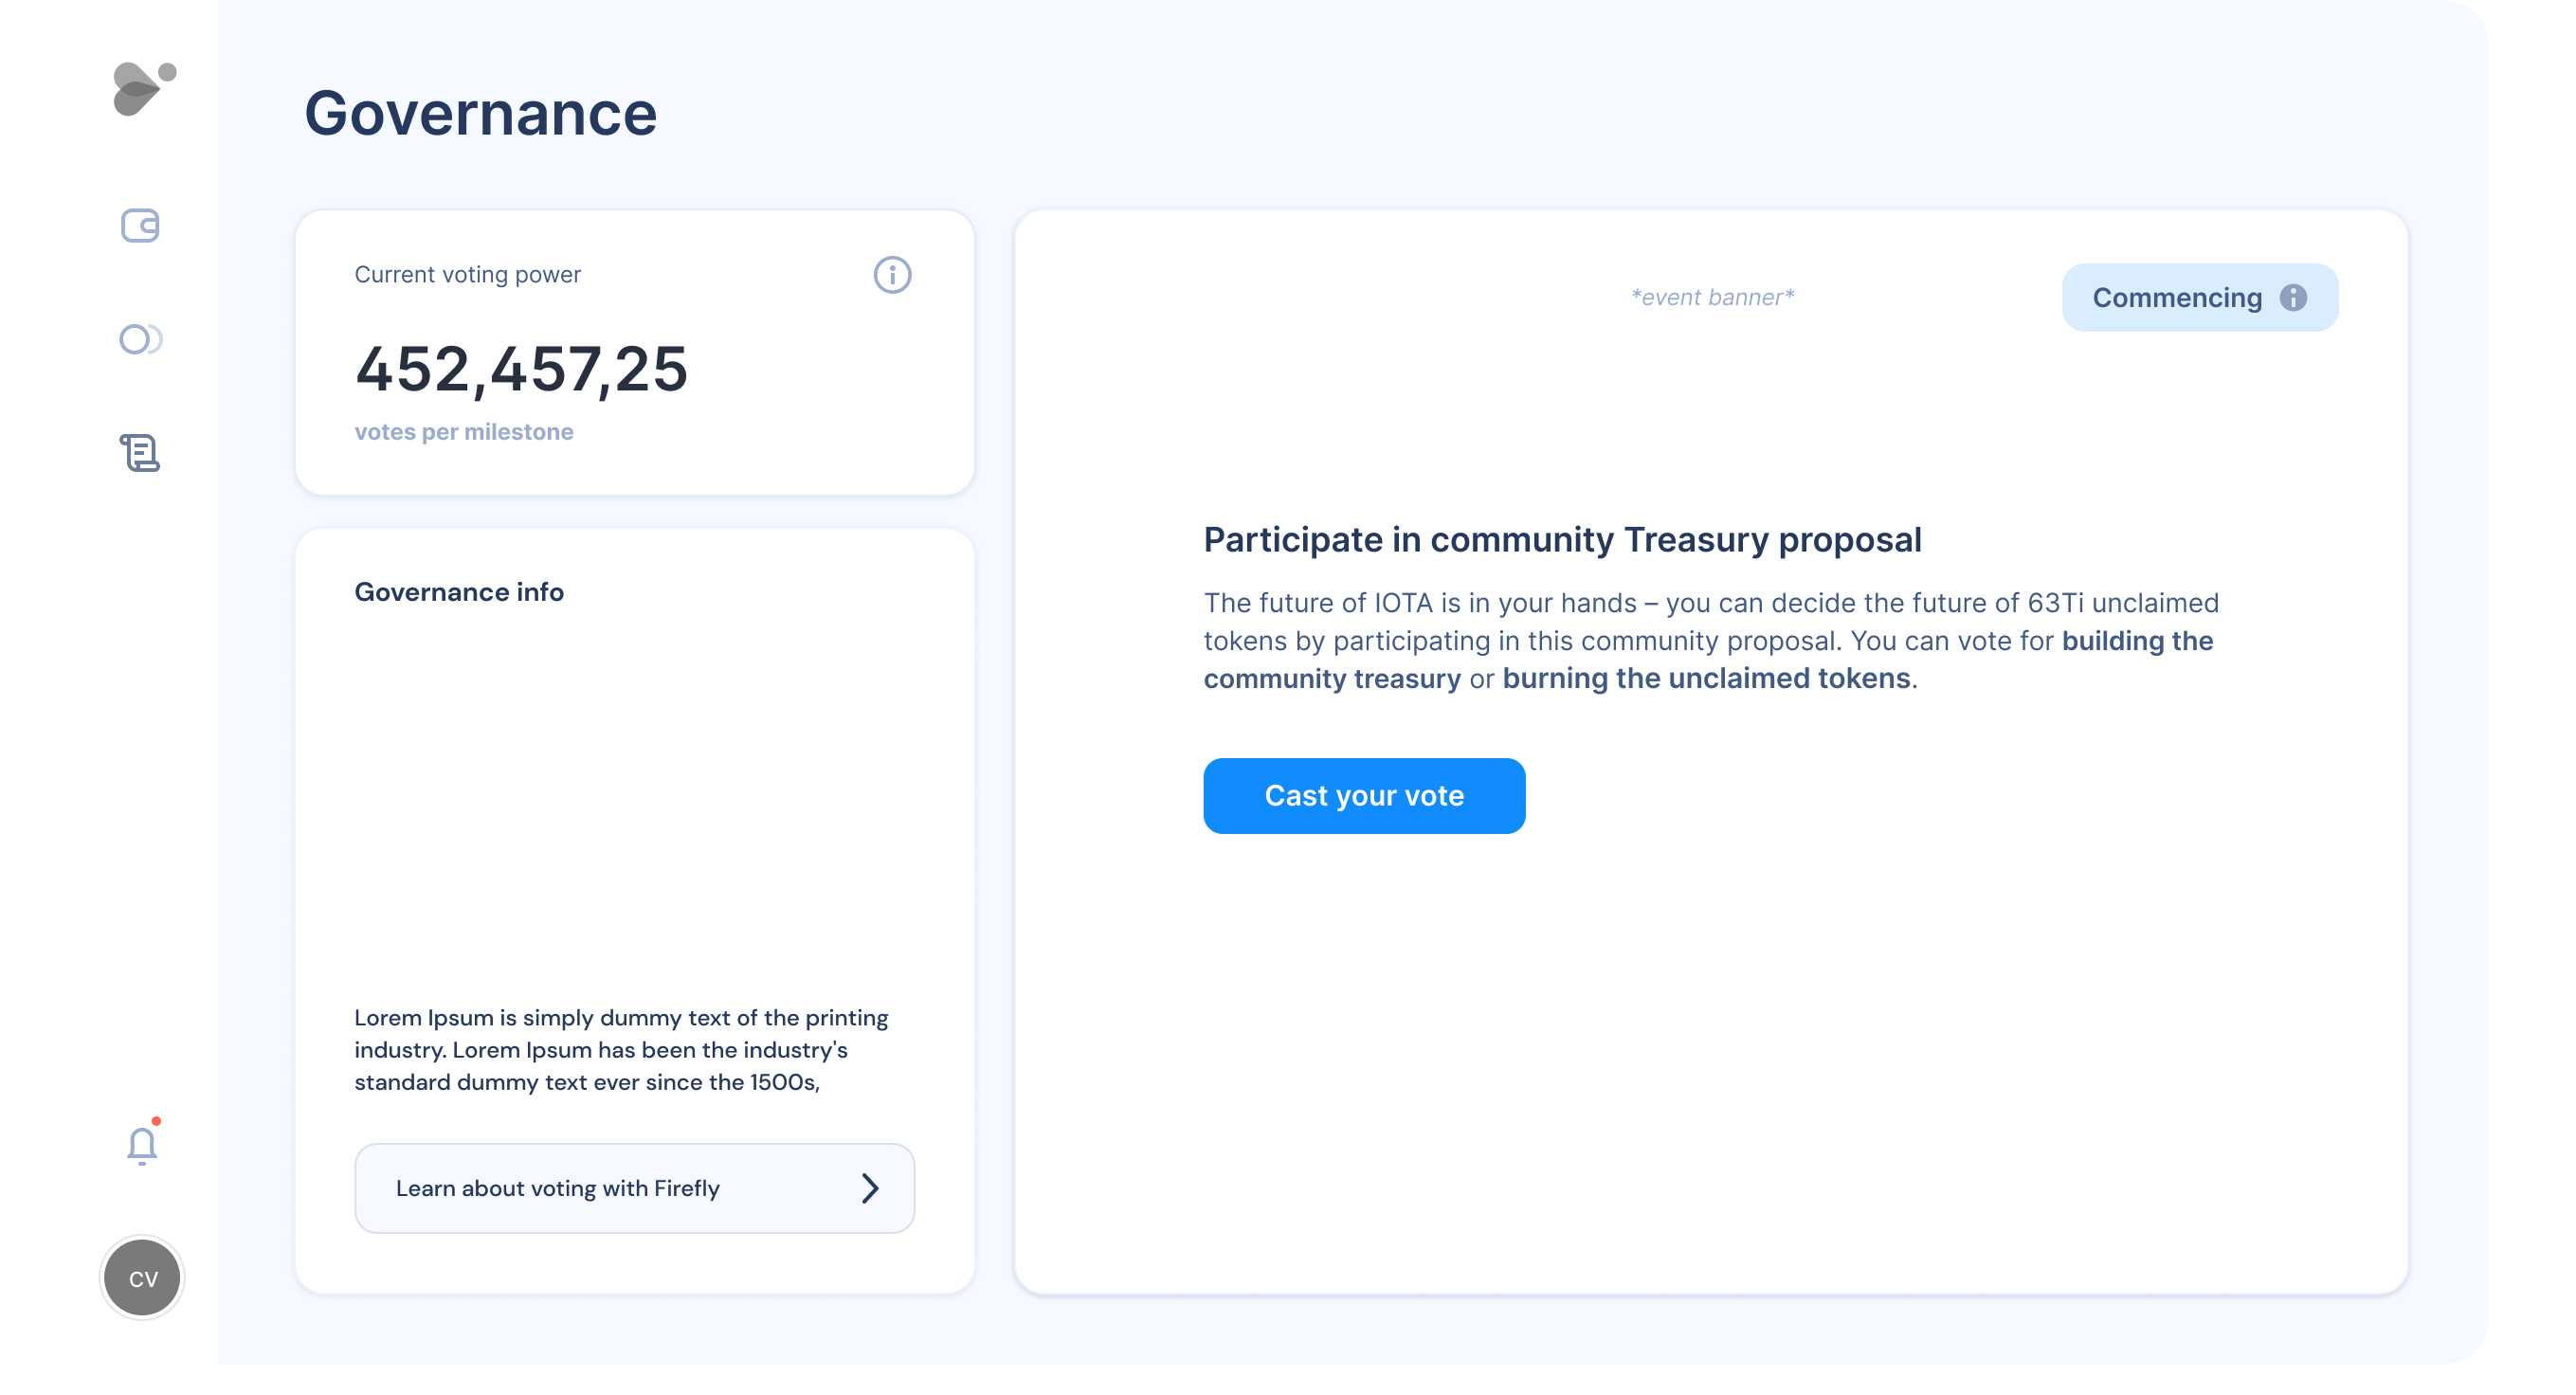 Governance
Current voting power
452,457,25
votes per milestone
Governance info
Lorem Ipsum is simply dummy text of the printing
industry. Lorem Ipsum has been the industry's
standard dummy text ever since the 1500s,
Learn about voting with Firefly
*event banner*
Commencing
Participate in community Treasury proposal
The future of IOTA is in your hands – you can decide the future of 63Ti unclaimed
tokens by participating in this community proposal. You can vote for building the
community treasury or burning the unclaimed tokens.
Cast your vote
CV